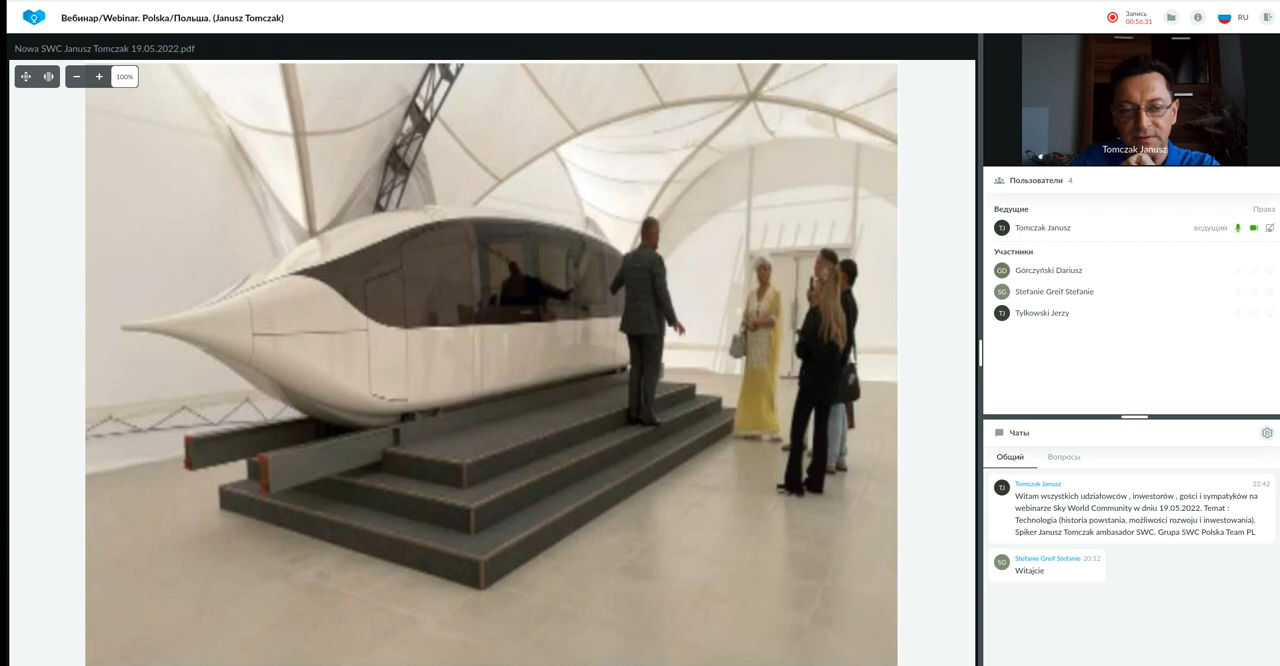 Вебинар/Webinar. Polska/Польша. (Janusz Tomczak)
Запись
00:56:31
RU
Nowa SWC Janusz Tomczak 19.05.2022.pdf
100%
Tomczak Janusz
Пользователи 4
Ведущие Права
TJ Tomczak Janusz ведущий
Участники
GD Górczyński Dariusz
SG Stefanie Greif Stefanie
TJ Tylkowski Jerzy
Чаты
Общий Вопросы
TJ Tomczak Janusz 22:42
Witam wszystkich udziałowców , inwestorów , gości i sympatyków na
webinarze Sky World Community w dniu 19.05.2022. Temat :
Technologia (historia powstania, możliwości rozwoju i inwestowania).
Spiker Janusz Tomczak ambasador SWC. Grupa SWC Polska Team PL
SG Stefanie Greif Stefanie 20:12
Witajcie